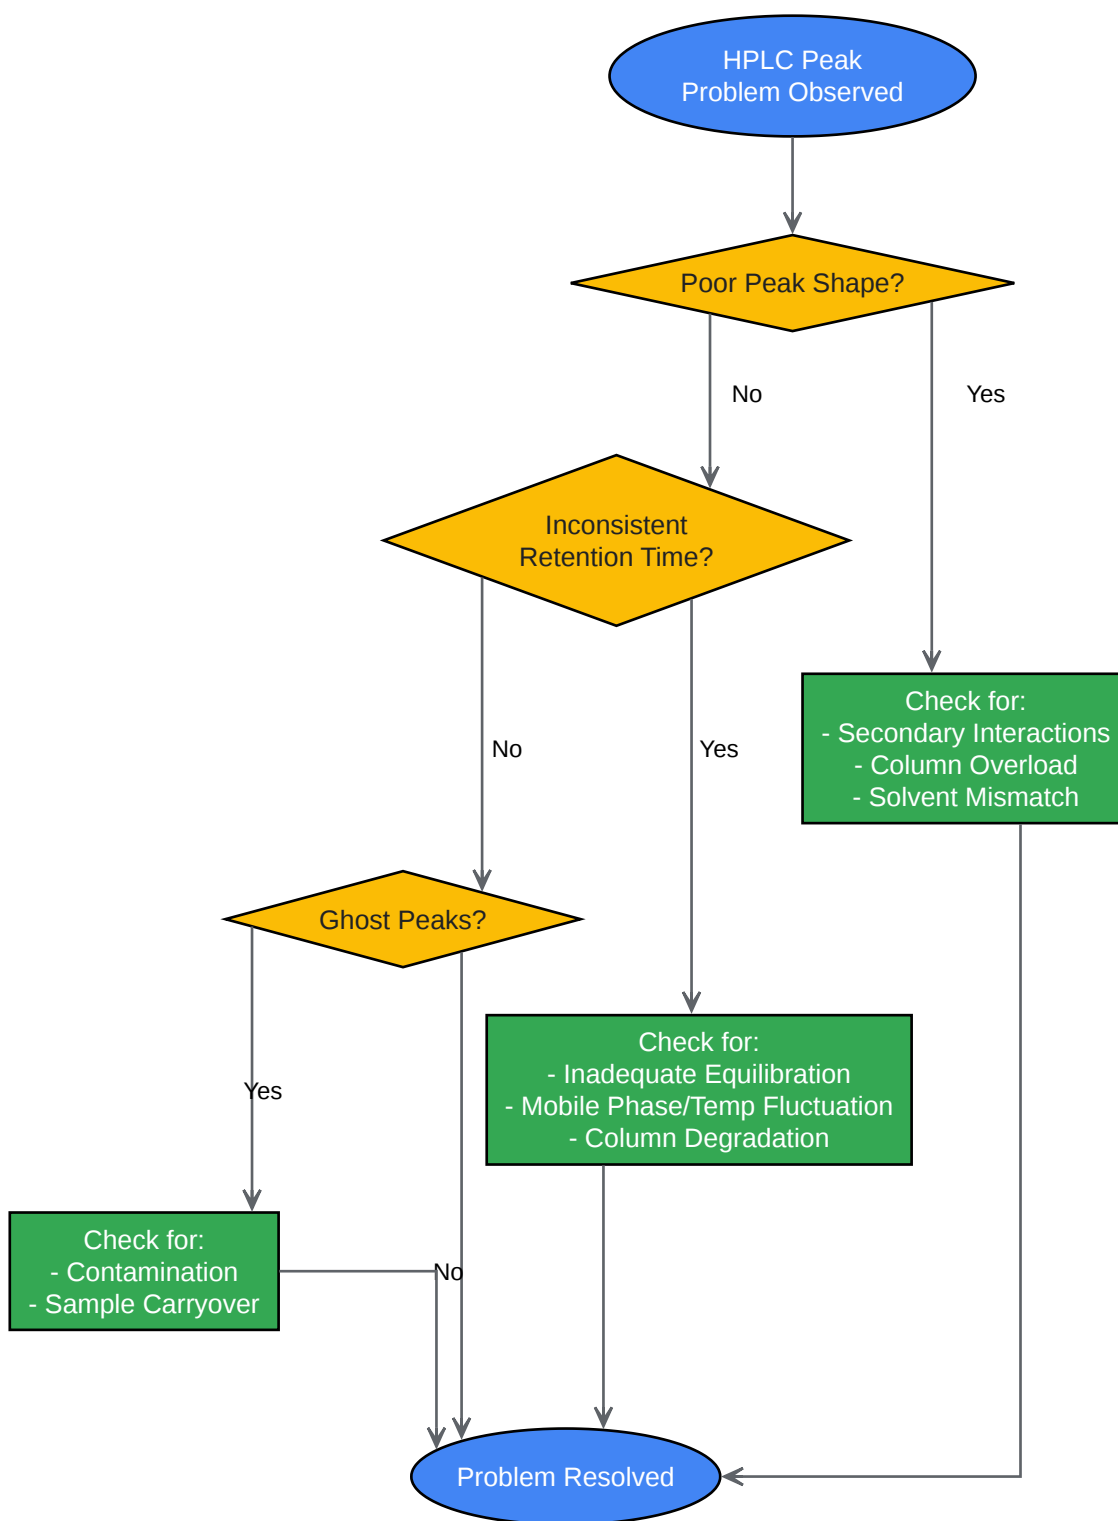 HPLC Peak
Problem Observed
Poor Peak Shape?
No
Yes
Inconsistent
Retention Time?
No
Yes
Check for:
- Secondary Interactions
- Column Overload
- Solvent Mismatch
Ghost Peaks?
Yes
No
Check for:
- Inadequate Equilibration
- Mobile Phase/Temp Fluctuation
- Column Degradation
Check for:
- Contamination
- Sample Carryover
Problem Resolved